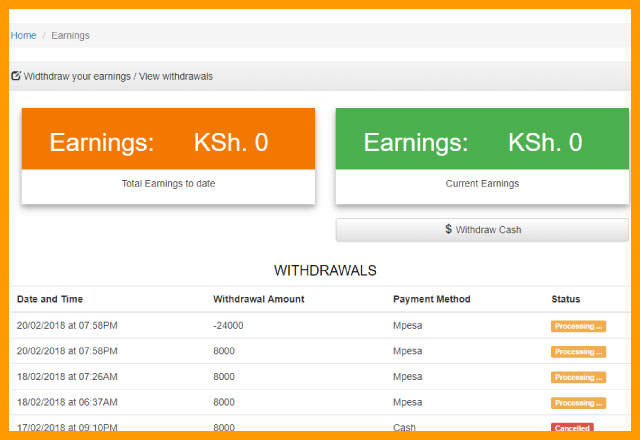 Home / Earnings
Widthdraw your earnings / View withdrawals
Earnings: KSh. 0
Total Earnings to date
Earnings: KSh. 0
Current Earnings
$ Withdraw Cash
WITHDRAWALS
Date and Time Withdrawal Amount Payment Method Status
20/02/2018 at 07:58PM -24000 Mpesa Processing ...
20/02/2018 at 07:58PM 8000 Mpesa Processing ...
18/02/2018 at 07:26AM 8000 Mpesa Processing ...
18/02/2018 at 06:37AM 8000 Mpesa Processing ...
17/02/2018 at 09:10PM 8000 Cash Cancelled